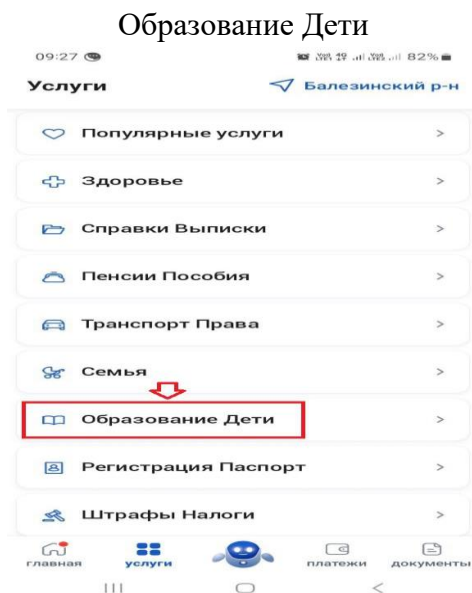 Образование Дети
09:27 82%
Услуги Балезинский р-н
Популярные услуги
Здоровье
Справки Выписки
Пенсии Пособия
Транспорт Права
Семья
Образование Дети
Регистрация Паспорт
Штрафы Налоги
главная услуги платежи документы